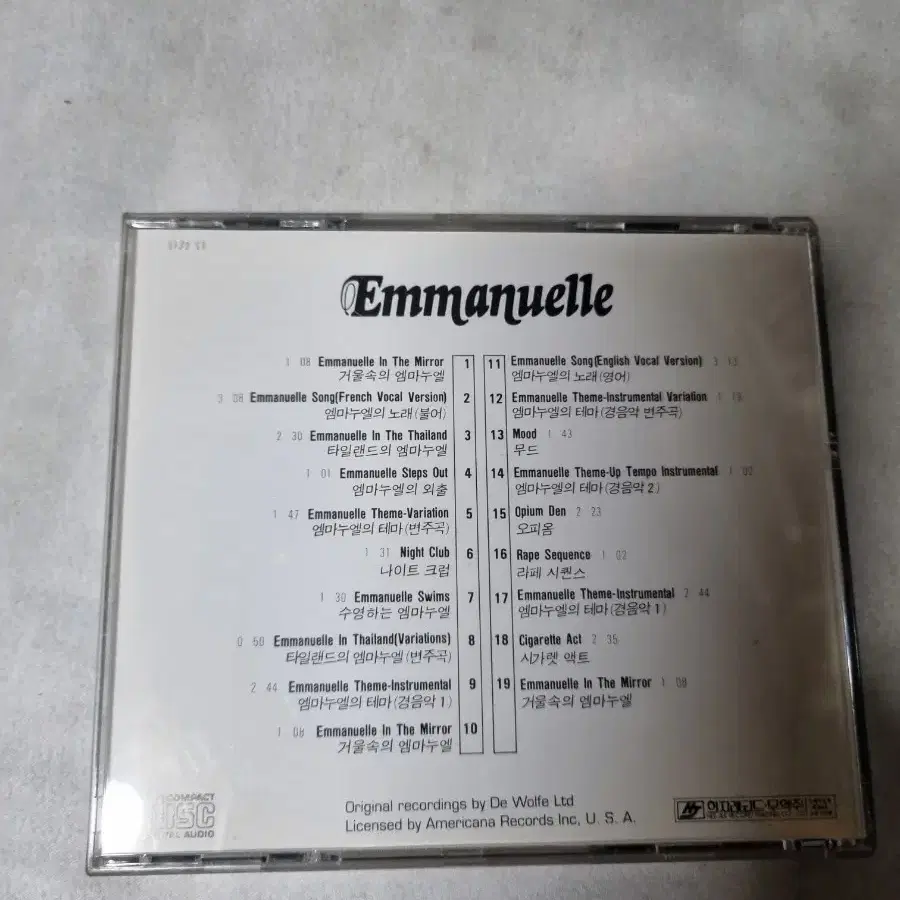 Emmanuelle
1 08 Emmanuelle In The Mirror 1
거울속의 엠마누엘
3 08 Emmanuelle Song(French Vocal Version) 2
엠마누엘의 노래(불어)
2 30 Emmanuelle In The Thailand 3
타일랜드의 엠마누엘
1 01 Emmanuelle Steps Out 4
엠마누엘의 외출
1 47 Emmanuelle Theme-Variation 5
엠마누엘의 테마(변주곡)
1 31 Night Club 6
나이트 크럽
1 30 Emmanuelle Swims 7
수영하는 엠마누엘
0 50 Emmanuelle In Thailand(Variations) 8
타일랜드의 엠마누엘(변주곡)
2 44 Emmanuelle Theme-Instrumental 9
엠마누엘의 테마(경음악1)
1 08 Emmanuelle In The Mirror 10
거울속의 엠마누엘
11 Emmanuelle Song(English Vocal Version) 3 13
엠마누엘의 노래(영어)
12 Emmanuelle Theme-Instrumental Variation 1
엠마누엘의 테마(경음악 변주곡)
13 Mood 1 43
무드
14 Emmanuelle Theme-Up Tempo Instrumental 1
엠마누엘의 테마(경음악2)
15 Opium Den 2 23
오피옴
16 Rape Sequence 1 02
라페 시퀀스
17 Emmanuelle Theme-Instrumental 2 44
엠마누엘의 테마(경음악1)
18 Cigarette Act 2 35
시가렛 액트
19 Emmanuelle In The Mirror 1 08
거울속의 엠마누엘
COMPACT
DISC
DIGITAL AUDIO
Original recordings by De Wolfe Ltd
Licensed by Americana Records Inc, U. S. A.